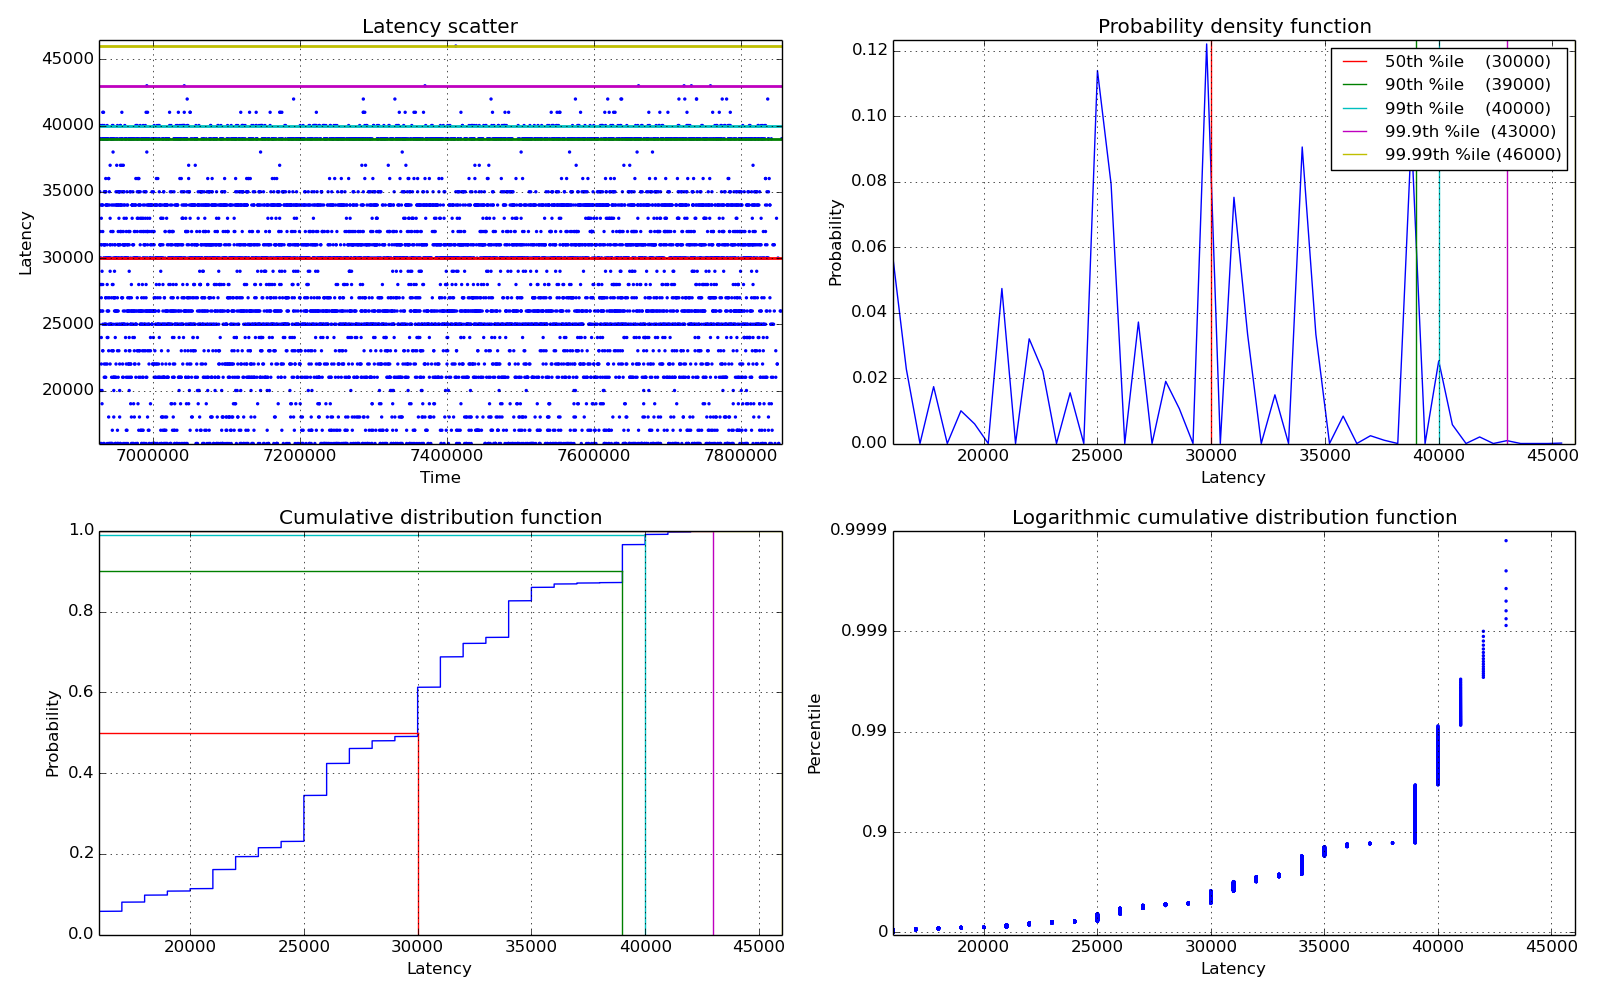 Latency scatter
45000
40000
35000
30000
25000
20000
Latency
7000000 7200000 7400000 7600000 7800000
Time
Probability density function
0.12
0.10
0.08
0.06
0.04
0.02
0.00
Probability
50th %ile (30000)
90th %ile (39000)
99th %ile (40000)
99.9th %ile (43000)
99.99th %ile (46000)
20000 25000 30000 35000 40000 45000
Latency
Cumulative distribution function
1.0
0.8
0.6
0.4
0.2
0.0
Probability
20000 25000 30000 35000 40000 45000
Latency
Logarithmic cumulative distribution function
0.9999
0.999
0.99
0.9
0
Percentile
20000 25000 30000 35000 40000 45000
Latency